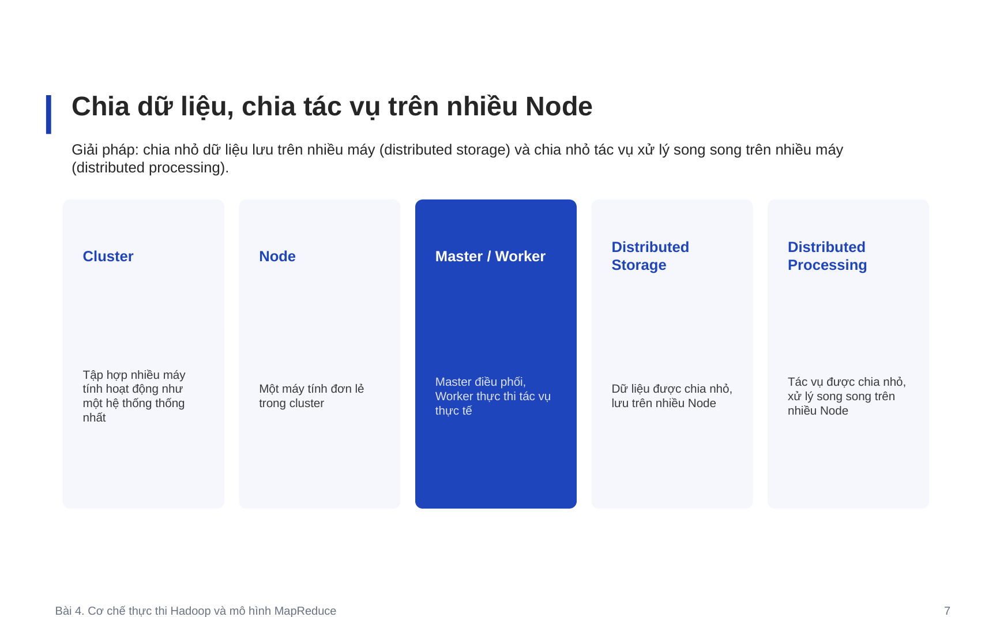 Chia dữ liệu, chia tác vụ trên nhiều Node
Giải pháp: chia nhỏ dữ liệu lưu trên nhiều máy (distributed storage) và chia nhỏ tác vụ xử lý song song trên nhiều máy
(distributed processing).
Cluster
Tập hợp nhiều máy
tính hoạt động như
một hệ thống thống
nhất
Node
Một máy tính đơn lẻ
trong cluster
Master / Worker
Master điều phối,
Worker thực thi tác vụ
thực tế
Distributed
Storage
Dữ liệu được chia nhỏ,
lưu trên nhiều Node
Distributed
Processing
Tác vụ được chia nhỏ,
xử lý song song trên
nhiều Node
Bài 4. Cơ chế thực thi Hadoop và mô hình MapReduce
7